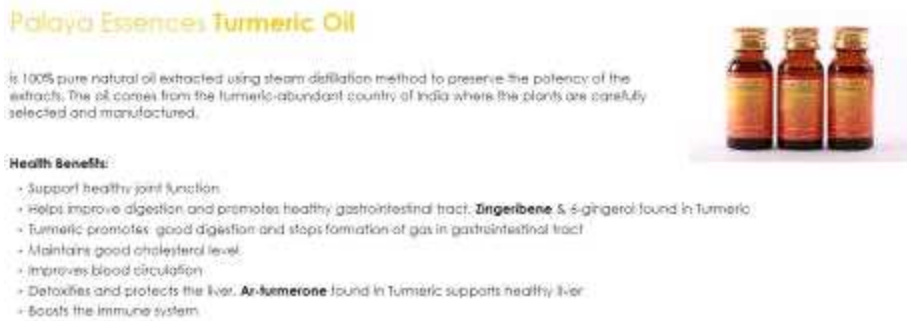 Palaya Essences Turmeric Oil
is 100% pure natural oil extracted using steam distillation method to preserve the potency of the
extracts. The oil comes from the turmeric-abundant country of India where the plants are carefully
selected and manufactured.
Health Benefits:
- Support healthy joint function
- Helps improve digestion and promotes healthy gastrointestinal tract. Zingeribene & 6-gingerol found in Turmeric
- Turmeric promotes good digestion and stops formation of gas in gastrointestinal tract
- Maintains good cholesterol level
- Improves blood circulation
- Detoxifies and protects the liver. Ar-turmerone found in Turmeric supports healthy liver
- Boosts the immune system